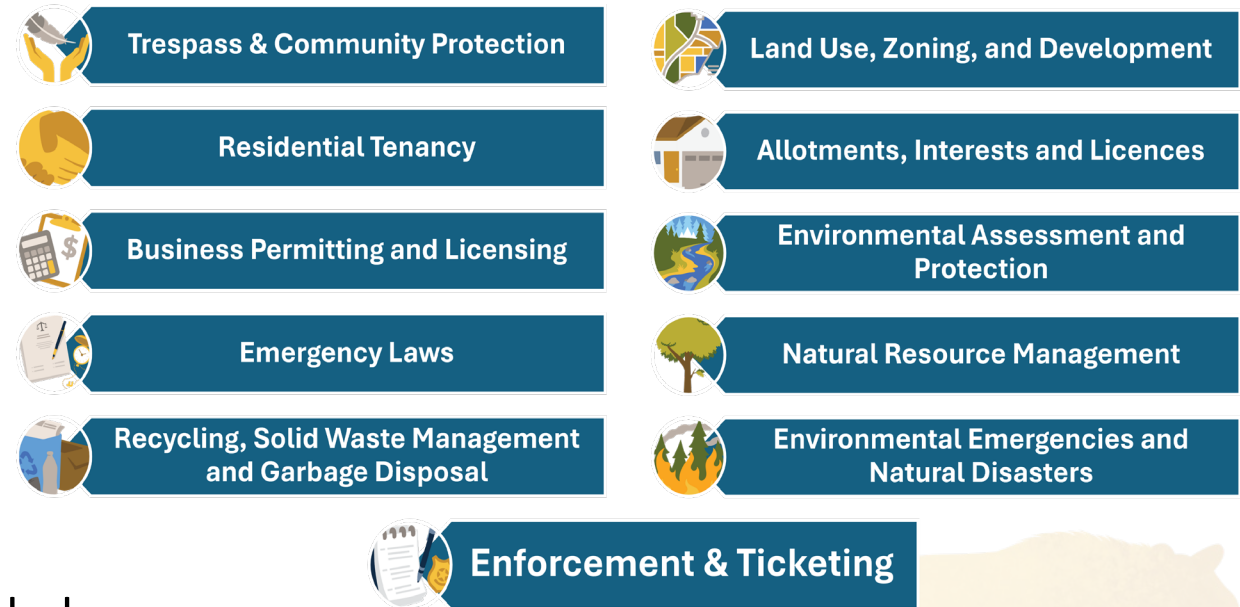 Trespass & Community Protection
Residential Tenancy
Business Permitting and Licensing
Emergency Laws
Recycling, Solid Waste Management
and Garbage Disposal
Land Use, Zoning, and Development
Allotments, Interests and Licences
Environmental Assessment and
Protection
Natural Resource Management
Environmental Emergencies and
Natural Disasters
Enforcement & Ticketing